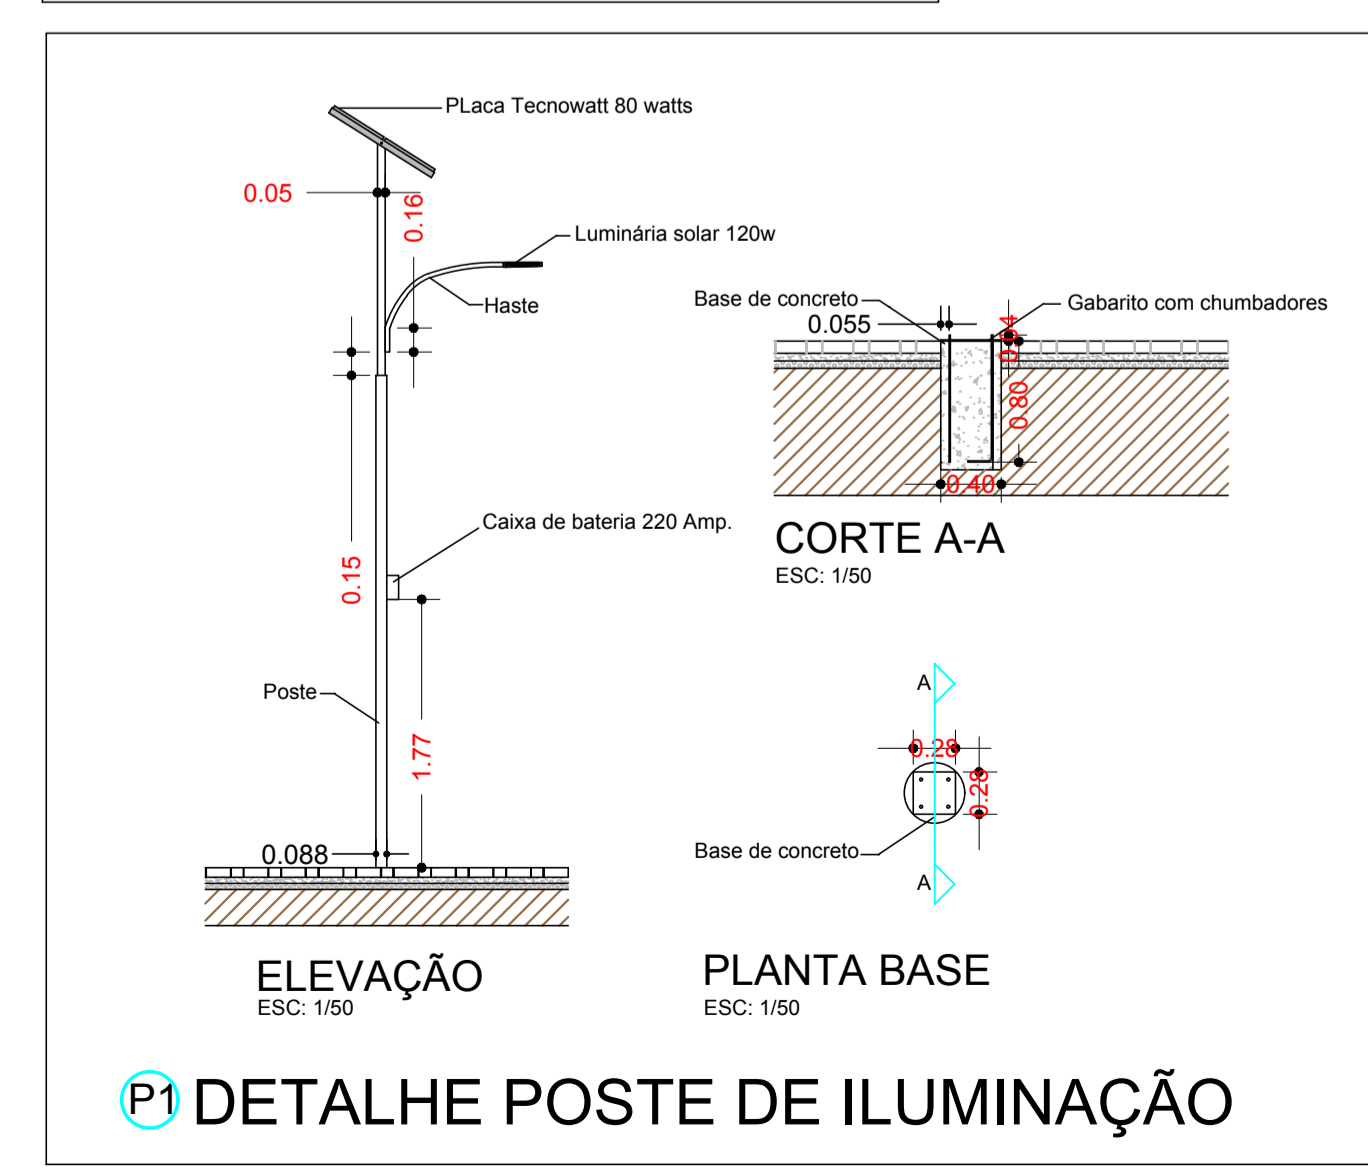 PLaca Tecnowatt 80 watts
0.05
0.16
Luminária solar 120w
Haste
0.15
Caixa de bateria 220 Amp.
Poste
1.77
0.088
ELEVAÇÃO
ESC: 1/50
Base de concreto
0.055
Gabarito com chumbadores
0.04
0.80
0.40
CORTE A-A
ESC: 1/50
A
0.28
0.28
Base de concreto
A
PLANTA BASE
ESC: 1/50
P1 DETALHE POSTE DE ILUMINAÇÃO